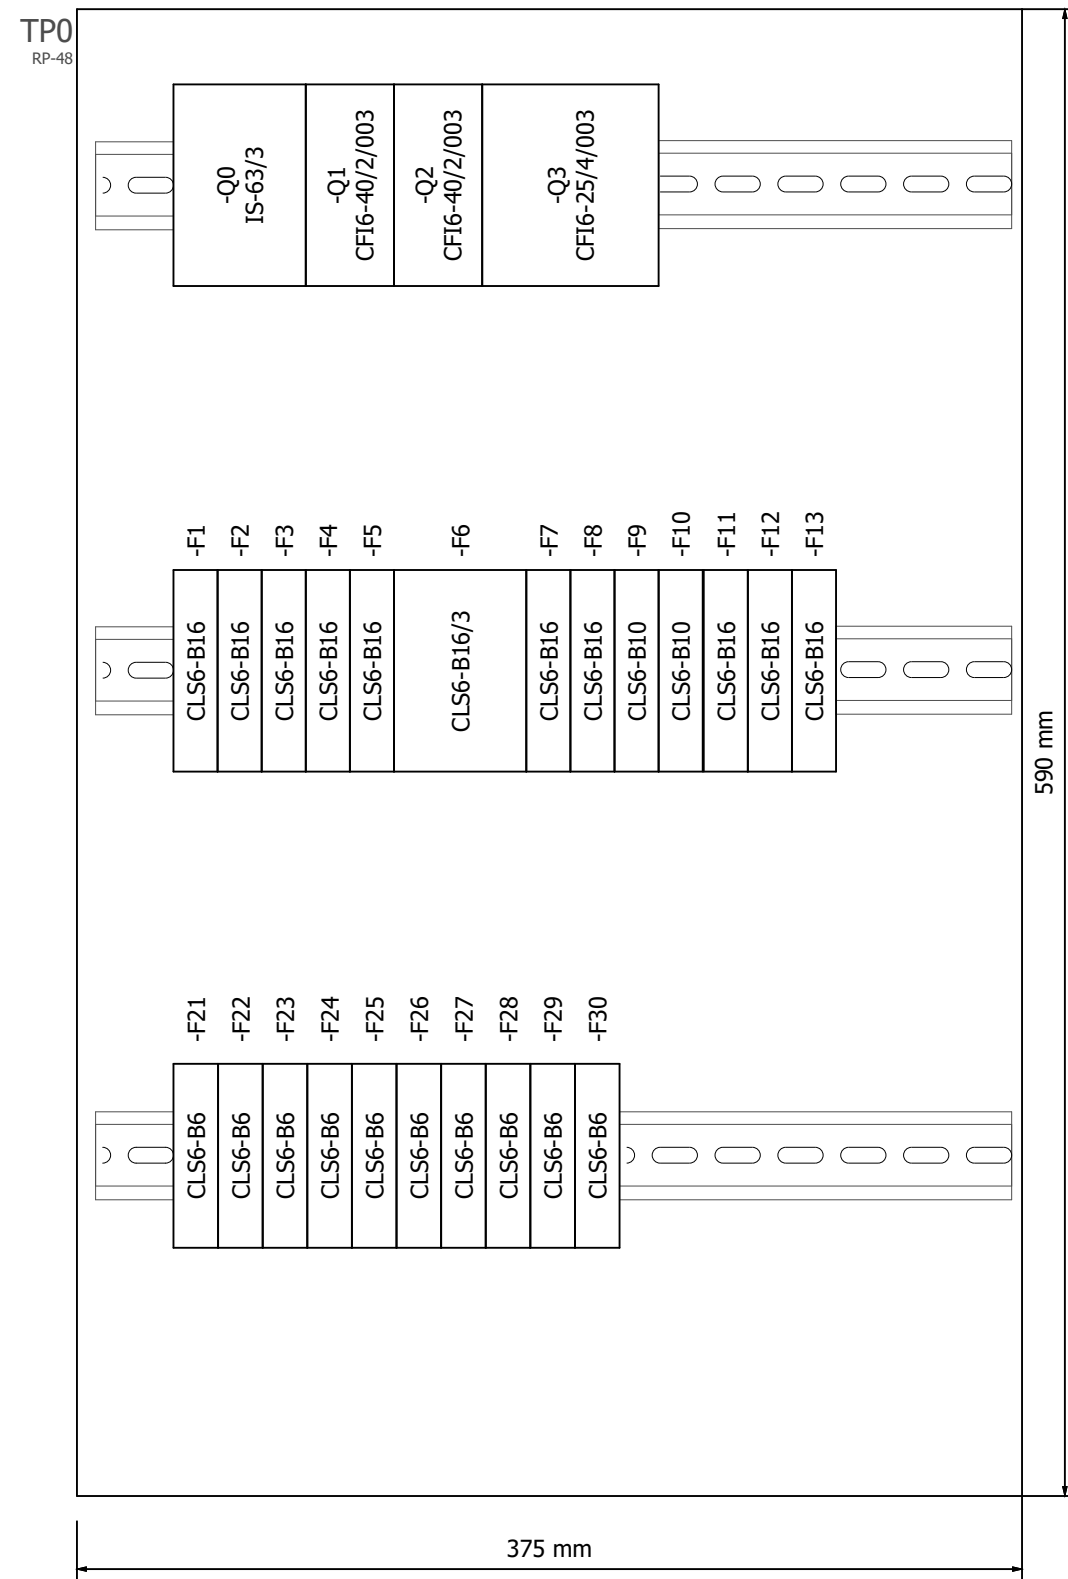 TP0
RP-48
-Q0
IS-63/3
-Q1
CFI6-40/2/003
-Q2
CFI6-40/2/003
-Q3
CFI6-25/4/003
-F1
-F2
-F3
-F4
-F5
-F6
-F7
-F8
-F9
-F10
-F11
-F12
-F13
CLS6-B16
CLS6-B16
CLS6-B16
CLS6-B16
CLS6-B16
CLS6-B16/3
CLS6-B16
CLS6-B16
CLS6-B10
CLS6-B10
CLS6-B16
CLS6-B16
CLS6-B16
590 mm
-F21
-F22
-F23
-F24
-F25
-F26
-F27
-F28
-F29
-F30
CLS6-B6
CLS6-B6
CLS6-B6
CLS6-B6
CLS6-B6
CLS6-B6
CLS6-B6
CLS6-B6
CLS6-B6
CLS6-B6
375 mm